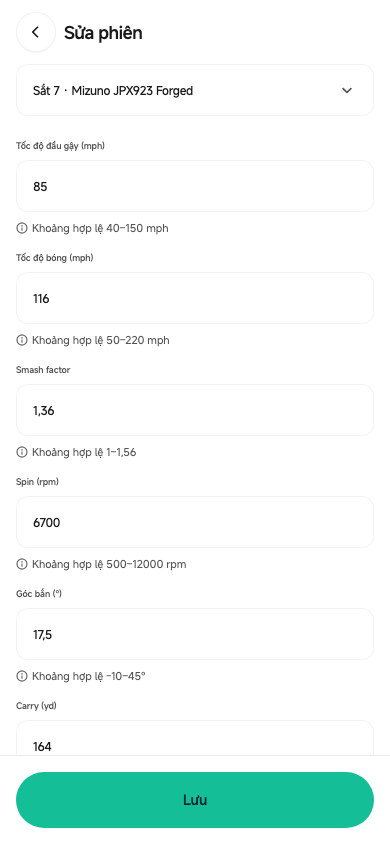 Sửa phiên
Sắt 7 · Mizuno JPX923 Forged
Tốc độ đầu gậy (mph)
85
Khoảng hợp lệ 40–150 mph
Tốc độ bóng (mph)
116
Khoảng hợp lệ 50–220 mph
Smash factor
1,36
Khoảng hợp lệ 1–1,56
Spin (rpm)
6700
Khoảng hợp lệ 500–12000 rpm
Góc bắn (°)
17,5
Khoảng hợp lệ -10–45°
Carry (yd)
164
Lưu